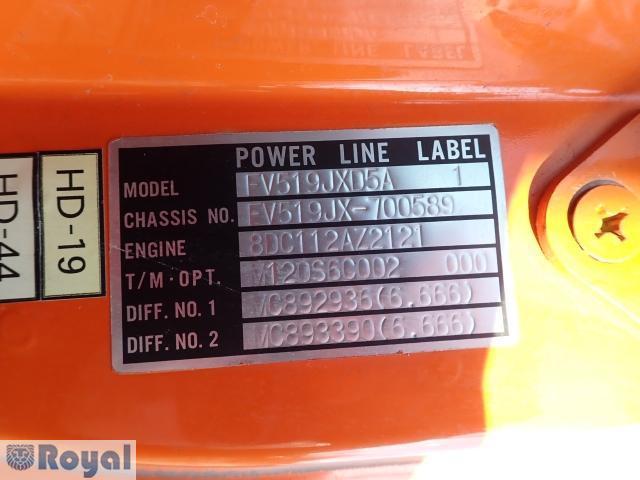 POWER LINE LABEL
MODEL FV519JXD5A 1
CHASSIS NO. FV519JX-700589
ENGINE 8DC112AZ2121
T/M·OPT. M120S6C002 000
DIFF. NO. 1 MC892936(6.666)
DIFF. NO. 2 MC893390(6.666)
HD-19
HD-44
Royal